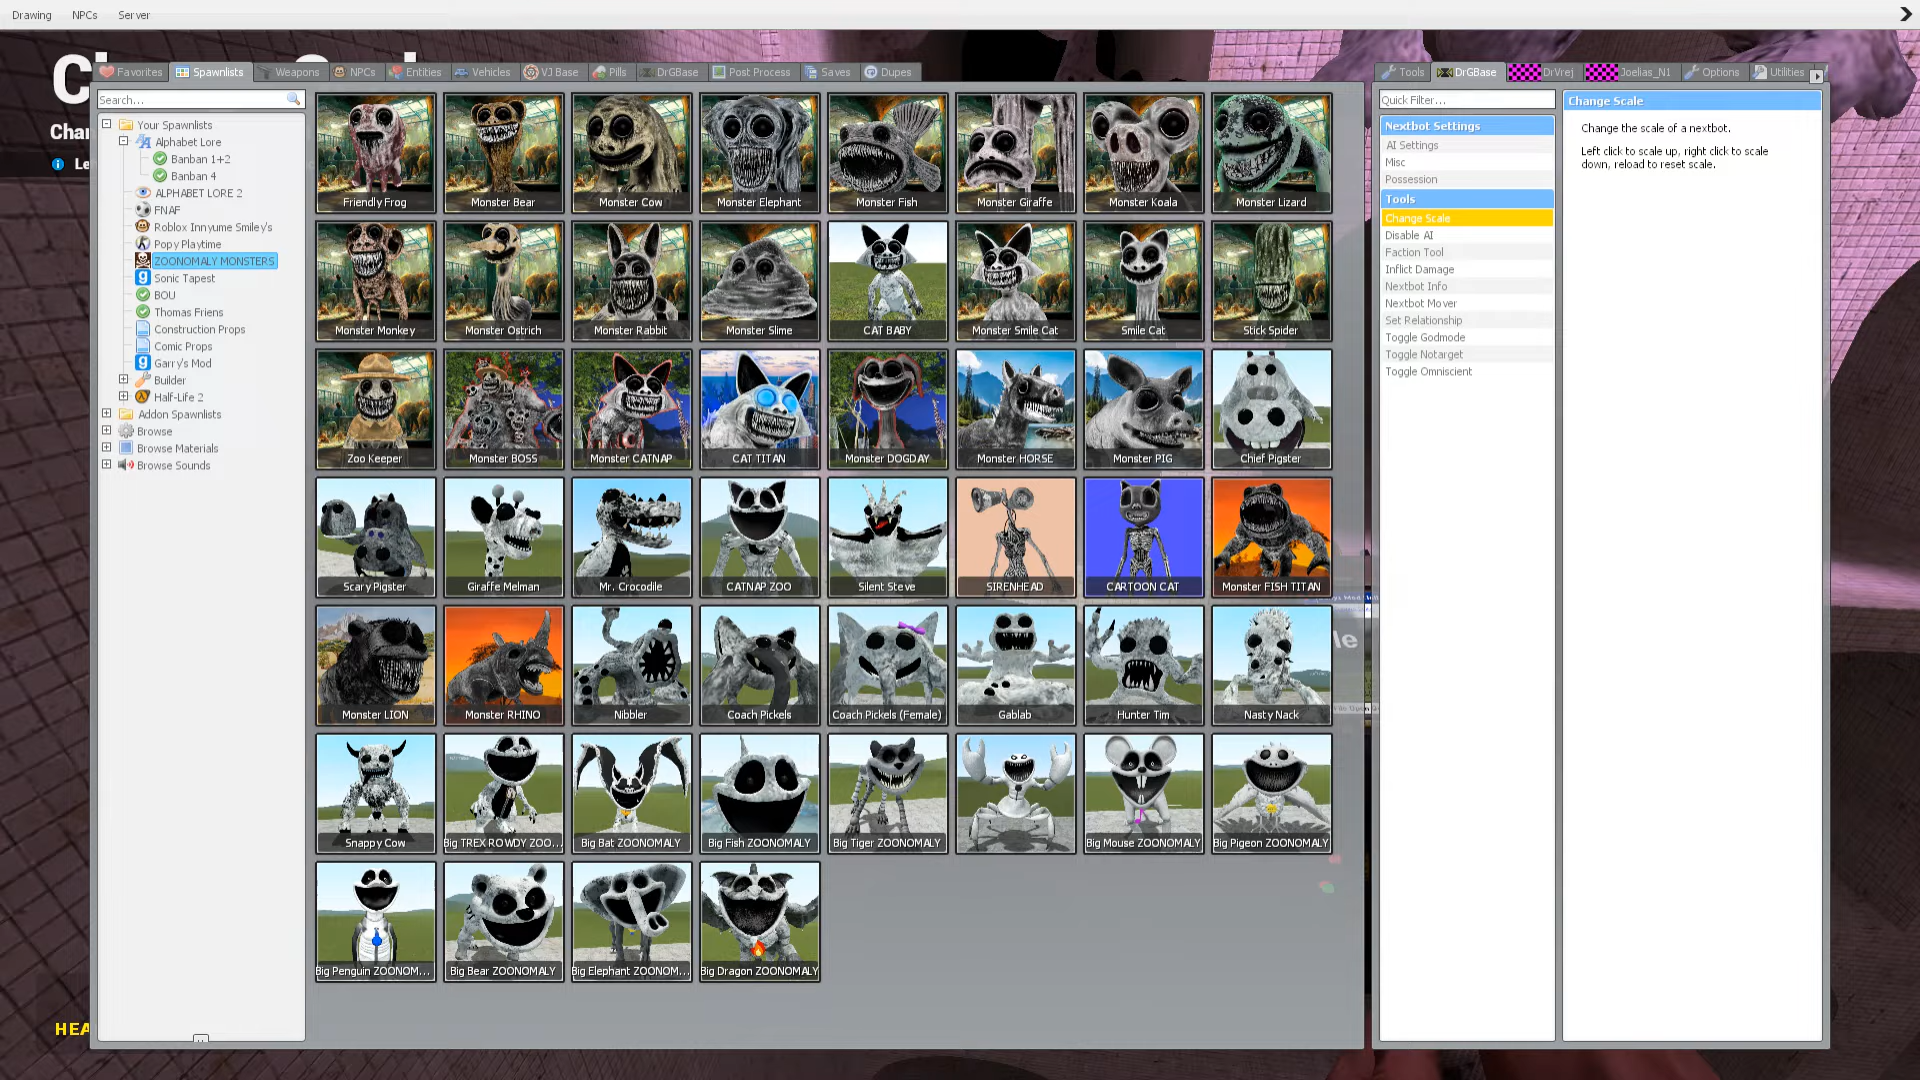 Drawing NPCs Server
Favorites Spawnlists Weapons NPCs Entities Vehicles VJ Base Pills DrGBase Post Process Saves Dupes
Tools DrGBase DrVrej Joelias_N1 Options Utilities
Search...
Your Spawnlists
Alphabet Lore
Banban 1+2
Banban 4
ALPHABET LORE 2
FNAF
Roblox Innyume Smiley's
Popy Playtime
ZOONOMALY MONSTERS
Sonic Tapest
BOU
Thomas Friens
Construction Props
Comic Props
Garry's Mod
Builder
Half-Life 2
Addon Spawnlists
Browse
Browse Materials
Browse Sounds
Friendly Frog Monster Bear Monster Cow Monster Elephant Monster Fish Monster Giraffe Monster Koala Monster Lizard
Monster Monkey Monster Ostrich Monster Rabbit Monster Slime CAT BABY Monster Smile Cat Smile Cat Stick Spider
Zoo Keeper Monster BOSS Monster CATNAP CAT TITAN Monster DOGDAY Monster HORSE Monster PIG Chief Pigster
Scary Pigster Giraffe Melman Mr. Crocodile CATNAP ZOO Silent Steve SIRENHEAD CARTOON CAT Monster FISH TITAN
Monster LION Monster RHINO Nibbler Coach Pickels Coach Pickels (Female) Gablab Hunter Tim Nasty Nack
Snappy Cow Big TREX ROWDY ZOO... Big Bat ZOONOMALY Big Fish ZOONOMALY Big Tiger ZOONOMALY Big Mouse ZOONOMALY Big Pigeon ZOONOMALY
Big Penguin ZOONOM... Big Bear ZOONOMALY Big Elephant ZOONOM... Big Dragon ZOONOMALY
Quick Filter...
Nextbot Settings
AI Settings
Misc
Possession
Tools
Change Scale
Disable AI
Faction Tool
Inflict Damage
Nextbot Info
Nextbot Mover
Set Relationship
Toggle Godmode
Toggle Notarget
Toggle Omniscient
Change Scale
Change the scale of a nextbot.
Left click to scale up, right click to scale
down, reload to reset scale.
Cha
Le
HEA
le